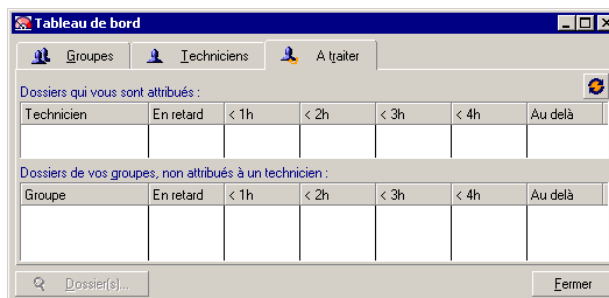 Tableau de bord
Groupes Techniciens A traiter
Dossiers qui vous sont attribués :
Technicien En retard < 1h < 2h < 3h < 4h Au delà
Dossiers de vos groupes, non attribués à un technicien :
Groupe En retard < 1h < 2h < 3h < 4h Au delà
Dossier(s)... Fermer